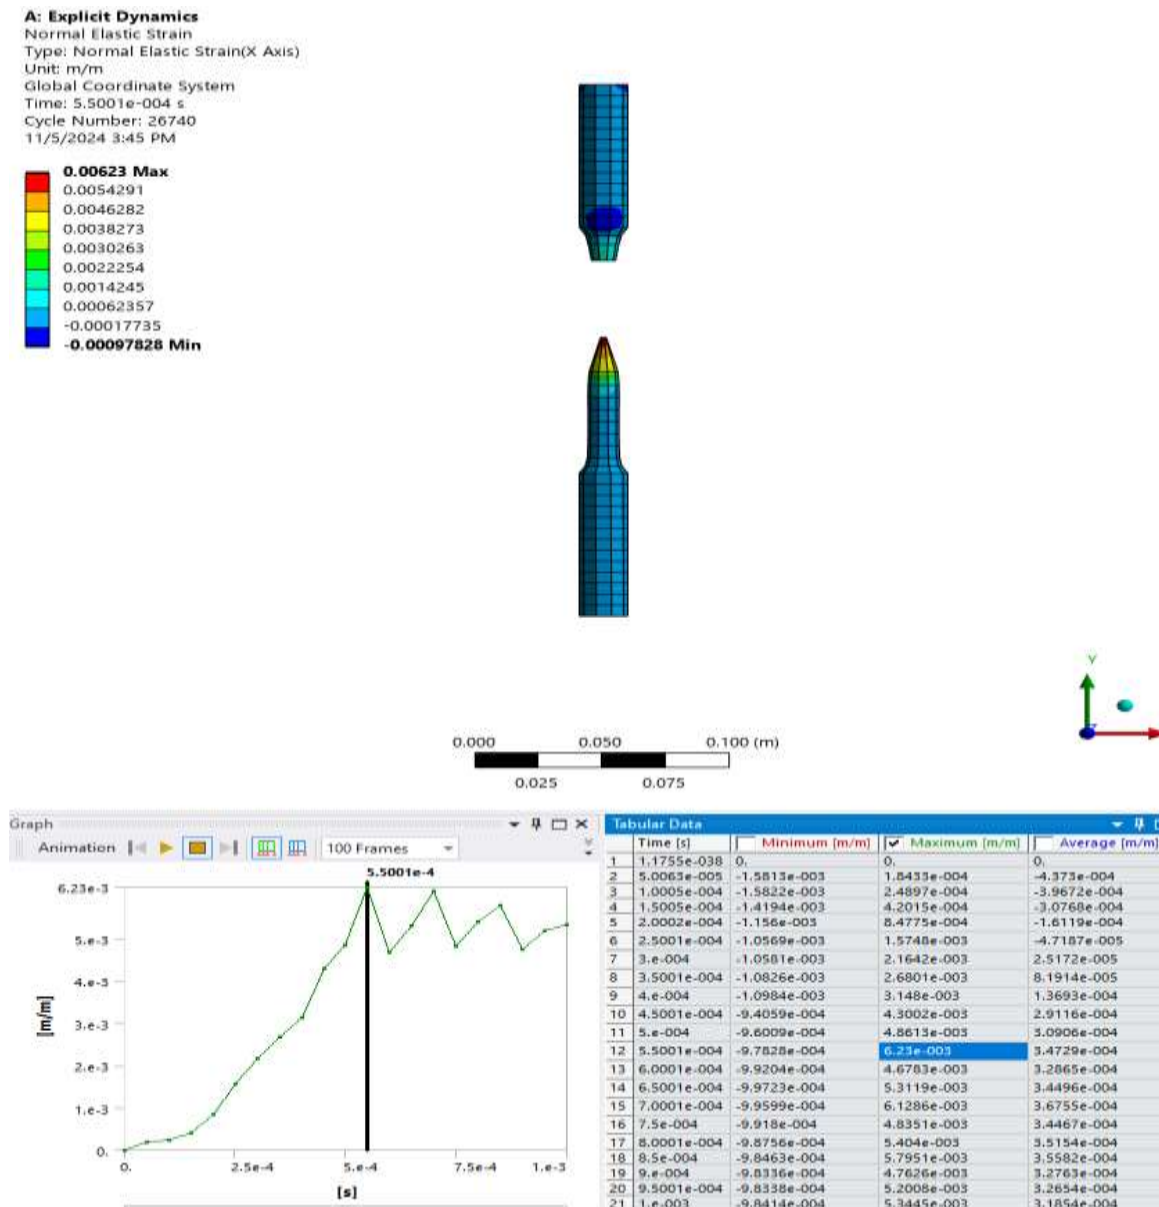 A: Explicit Dynamics
Normal Elastic Strain
Type: Normal Elastic Strain(X Axis)
Unit: m/m
Global Coordinate System
Time: 5.5001e-004 s
Cycle Number: 26740
11/5/2024 3:45 PM
0.00623 Max
0.0054291
0.0046282
0.0038273
0.0030263
0.0022254
0.0014245
0.00062357
-0.00017735
-0.00097828 Min
Y
0.000 0.050 0.100 (m)
0.025 0.075
Graph
Animation 100 Frames
5.5001e-4
6.23e-3
5.e-3
4.e-3
3.e-3
2.e-3
1.e-3
0.
[m/m]
0. 2.5e-4 5.e-4 7.5e-4 1.e-3
[s]
Tabular Data
Time [s] Minimum [m/m] Maximum [m/m] Average [m/m]
1 1.1755e-038 0. 0. 0.
2 5.0063e-005 -1.5813e-003 1.8433e-004 -4.373e-004
3 1.0005e-004 -1.5822e-003 2.4897e-004 -3.9672e-004
4 1.5005e-004 -1.4194e-003 4.2015e-004 -3.0768e-004
5 2.0002e-004 -1.156e-003 8.4775e-004 -1.6119e-004
6 2.5001e-004 -1.0569e-003 1.5748e-003 -4.7187e-005
7 3.e-004 -1.0581e-003 2.1642e-003 2.5172e-005
8 3.5001e-004 -1.0826e-003 2.6801e-003 8.1914e-005
9 4.e-004 -1.0984e-003 3.148e-003 1.3693e-004
10 4.5001e-004 -9.4059e-004 4.3002e-003 2.9116e-004
11 5.e-004 -9.6009e-004 4.8613e-003 3.0906e-004
12 5.5001e-004 -9.7828e-004 6.23e-003 3.4729e-004
13 6.0001e-004 -9.9204e-004 4.6783e-003 3.2865e-004
14 6.5001e-004 -9.9723e-004 5.3119e-003 3.4496e-004
15 7.0001e-004 -9.9599e-004 6.1286e-003 3.6755e-004
16 7.5e-004 -9.918e-004 4.8351e-003 3.4467e-004
17 8.0001e-004 -9.8756e-004 5.404e-003 3.5154e-004
18 8.5e-004 -9.8463e-004 5.7951e-003 3.5582e-004
19 9.e-004 -9.8336e-004 4.7626e-003 3.2763e-004
20 9.5001e-004 -9.8338e-004 5.2008e-003 3.2654e-004
21 1.e-003 -9.8414e-004 5.3445e-003 3.1854e-004